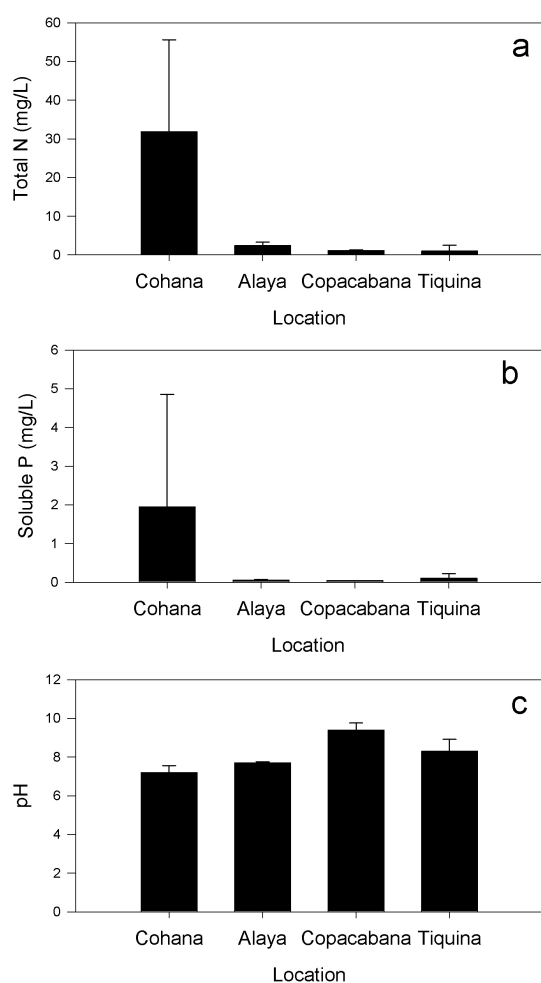 a
Total N (mg/L)
60
50
40
30
20
10
0
Cohana Alaya Copacabana Tiquina
Location
b
Soluble P (mg/L)
6
5
4
3
2
1
0
Cohana Alaya Copacabana Tiquina
Location
c
pH
12
10
8
6
4
2
0
Cohana Alaya Copacabana Tiquina
Location